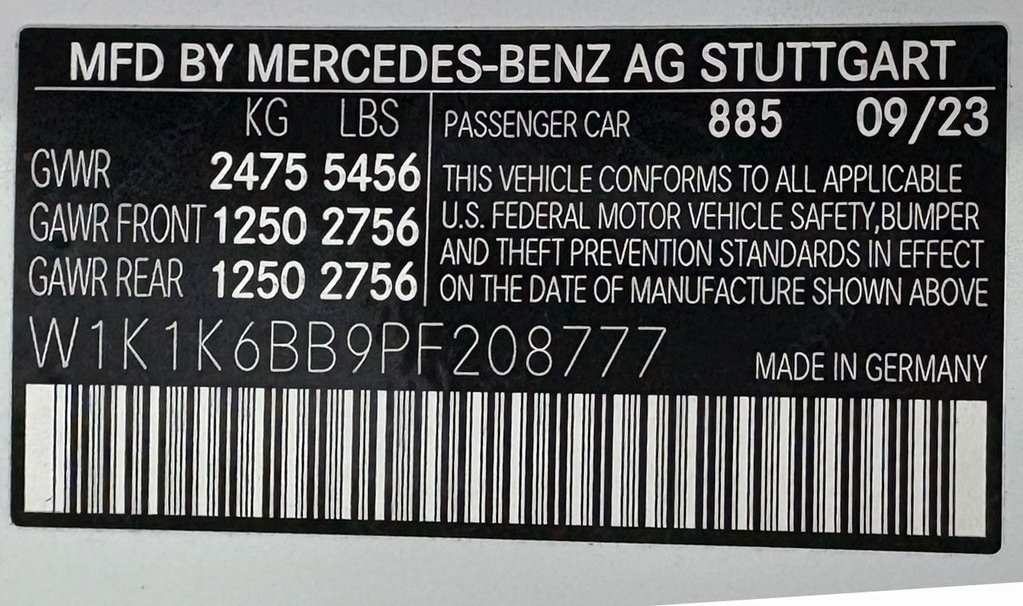 MFD BY MERCEDES-BENZ AG STUTTGART
KG LBS
GVWR 2475 5456
GAWR FRONT 1250 2756
GAWR REAR 1250 2756
PASSENGER CAR 885 09/23
THIS VEHICLE CONFORMS TO ALL APPLICABLE
U.S. FEDERAL MOTOR VEHICLE SAFETY,BUMPER
AND THEFT PREVENTION STANDARDS IN EFFECT
ON THE DATE OF MANUFACTURE SHOWN ABOVE
W1K1K6BB9PF208777
MADE IN GERMANY